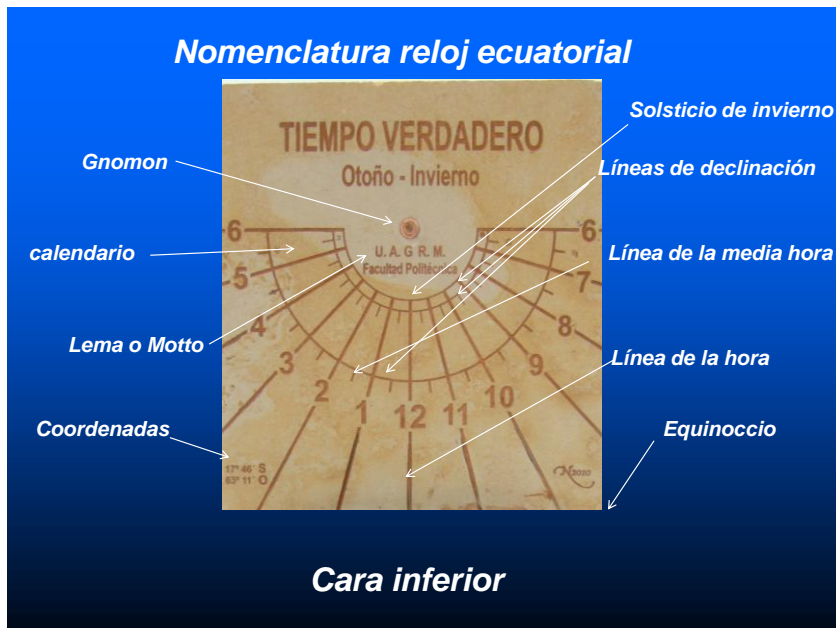 Nomenclatura reloj ecuatorial
Solsticio de invierno
TIEMPO VERDADERO
Gnomon
Líneas de declinación
Otoño - Invierno
6
6
calendario
U. A. G R. M.
Línea de la media hora
Facultad Politécnica
5
7
4
8
Lema o Motto
3
9
Línea de la hora
2
10
1
12
11
Coordenadas
Equinoccio
17º 46´ S
63º 11´ O
Cara inferior